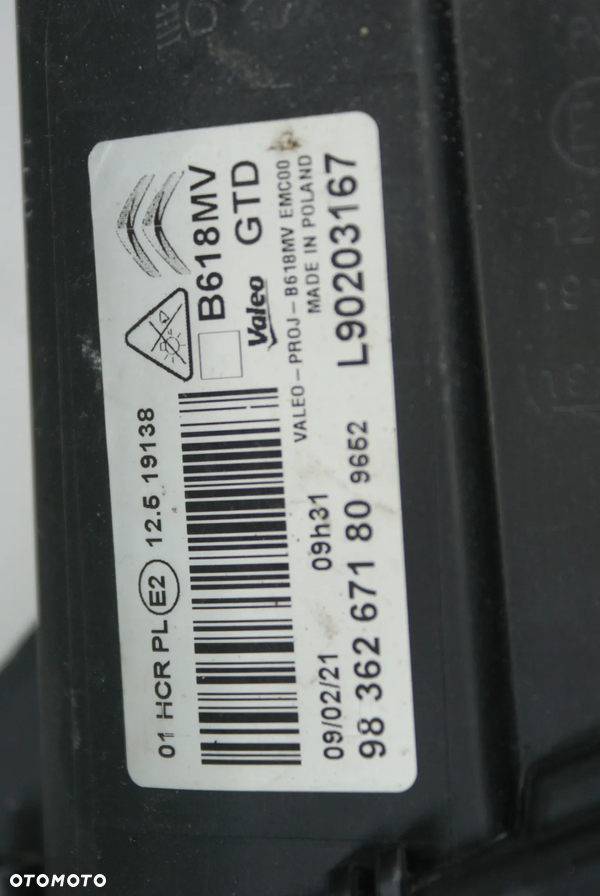 B618MV
GTD
Valeo
VALEO-PROJ-B618MV EMC00
MADE IN POLAND
L90203167
01 HCR PL E2 12.5 19138
09/02/21 09h31
98 362 671 80 9652
OTOMOTO